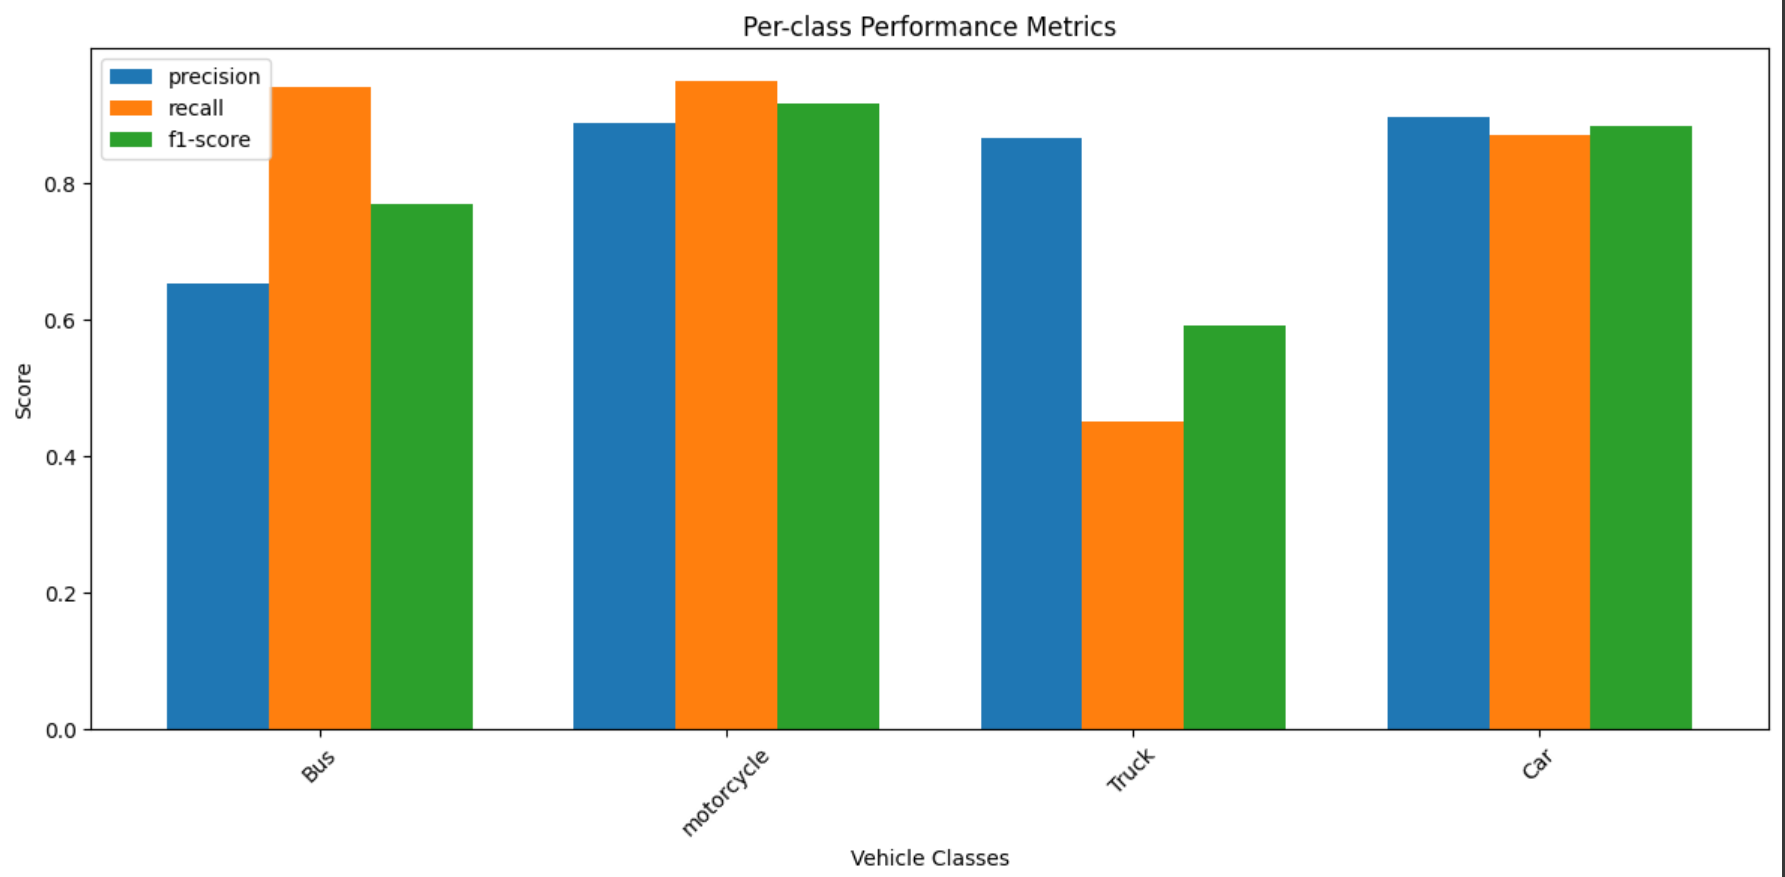 Per-class Performance Metrics
precision
recall
f1-score
0.8
0.6
0.4
0.2
0.0
Score
Bus
motorcycle
Truck
Car
Vehicle Classes